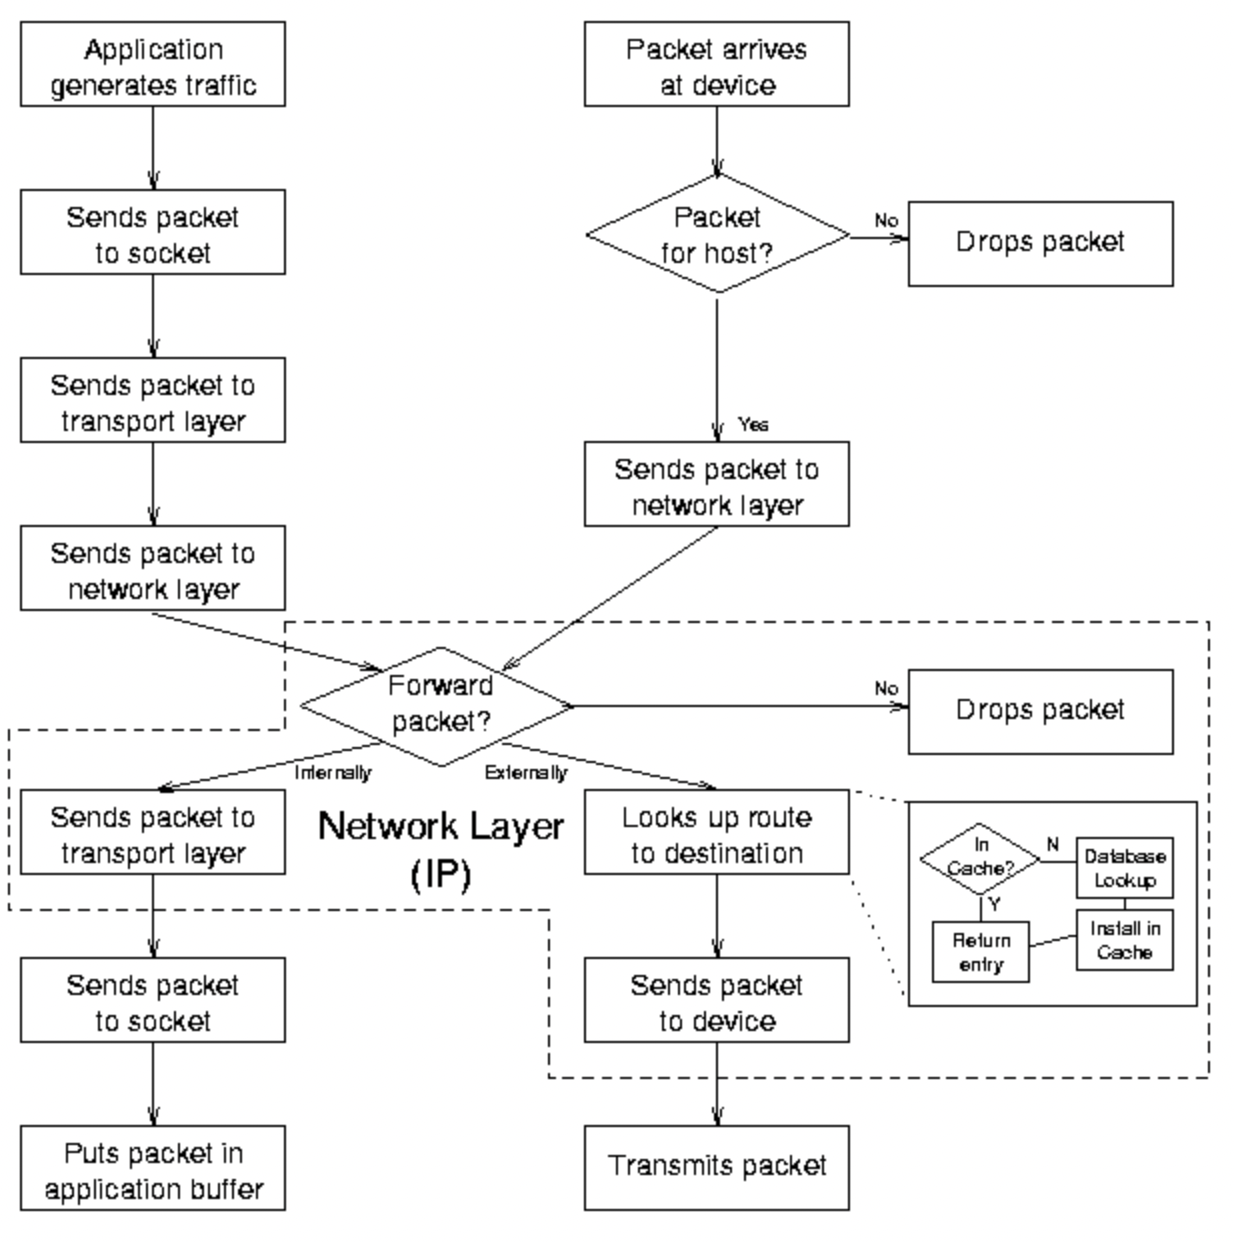 Application
generates traffic
Packet arrives
at device
Sends packet
to socket
Packet
for host?
No
Drops packet
Sends packet to
transport layer
Yes
Sends packet to
network layer
Sends packet to
network layer
Forward
packet?
No
Drops packet
Internally
Externally
Sends packet to
transport layer
Network Layer
(IP)
Looks up route
to destination
In
Cache?
N
Database
Lookup
Y
Return
entry
Install in
Cache
Sends packet
to socket
Sends packet
to device
Puts packet in
application buffer
Transmits packet